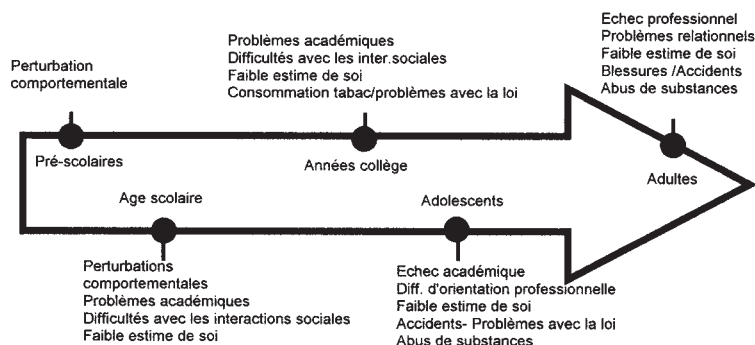 Perturbation
comportementale
Pré-scolaires
Problèmes académiques
Difficultés avec les inter.sociales
Faible estime de soi
Consommation tabac/problèmes avec la loi
Années collège
Echec professionnel
Problèmes relationnels
Faible estime de soi
Blessures /Accidents
Abus de substances
Adultes
Age scolaire
Perturbations
comportementales
Problèmes académiques
Difficultés avec les interactions sociales
Faible estime de soi
Adolescents
Echec académique
Diff. d'orientation professionnelle
Faible estime de soi
Accidents- Problèmes avec la loi
Abus de substances